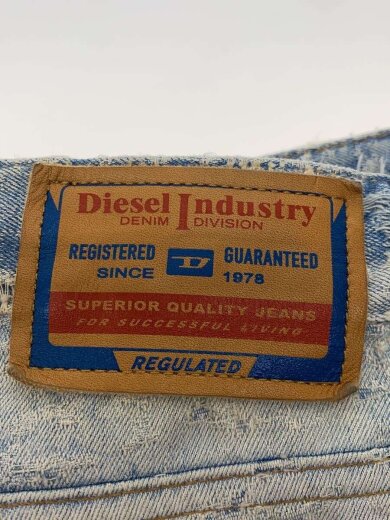 Diesel Industry
DENIM DIVISION
REGISTERED D GUARANTEED
SINCE 1978
SUPERIOR QUALITY JEANS
FOR SUCCESSFUL LIVING
REGULATED